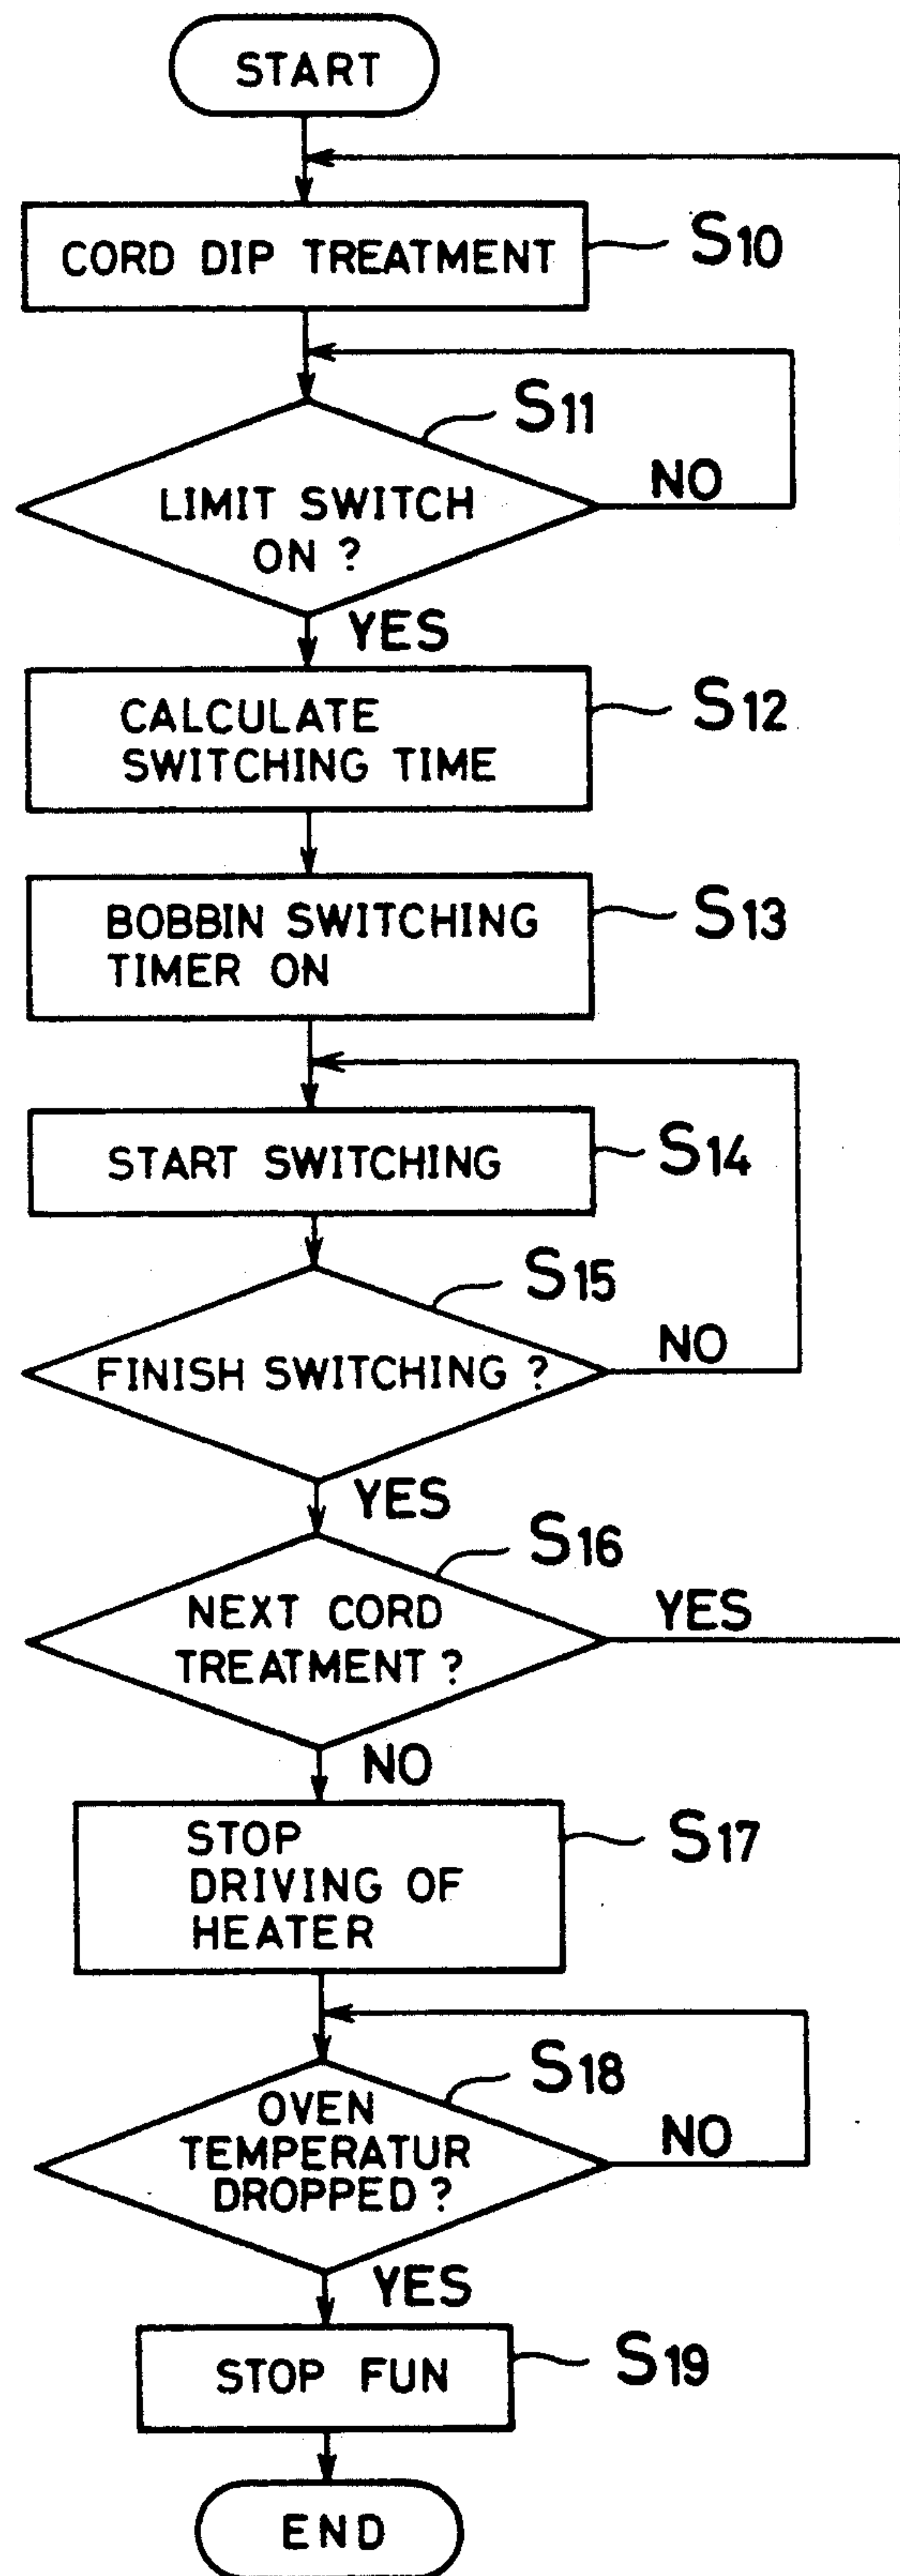 START
CORD DIP TREATMENT
S10
S11
LIMIT SWITCH
ON ?
NO
YES
CALCULATE
SWITCHING TIME
S12
BOBBIN SWITCHING
TIMER ON
S13
START SWITCHING
S14
S15
FINISH SWITCHING ?
NO
YES
S16
NEXT CORD
TREATMENT ?
YES
NO
STOP
DRIVING OF
HEATER
S17
S18
OVEN
TEMPERATUR
DROPPED ?
NO
YES
STOP FUN
S19
END